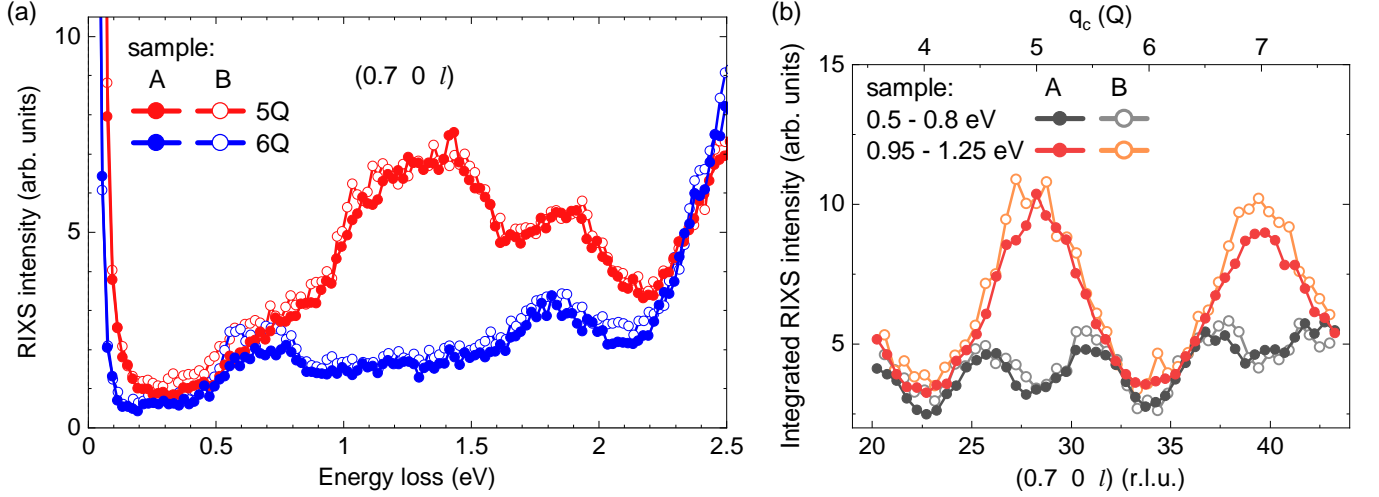 (a)
10
5
0
RIXS intensity (arb. units)
sample:
A B
5Q
6Q
(0.7 0 l)
0 0.5 1 1.5 2 2.5
Energy loss (eV)
(b)
q_c (Q)
4 5 6 7
15
10
5
Integrated RIXS intensity (arb. units)
sample: A B
0.5 - 0.8 eV
0.95 - 1.25 eV
20 25 30 35 40
(0.7 0 l) (r.l.u.)